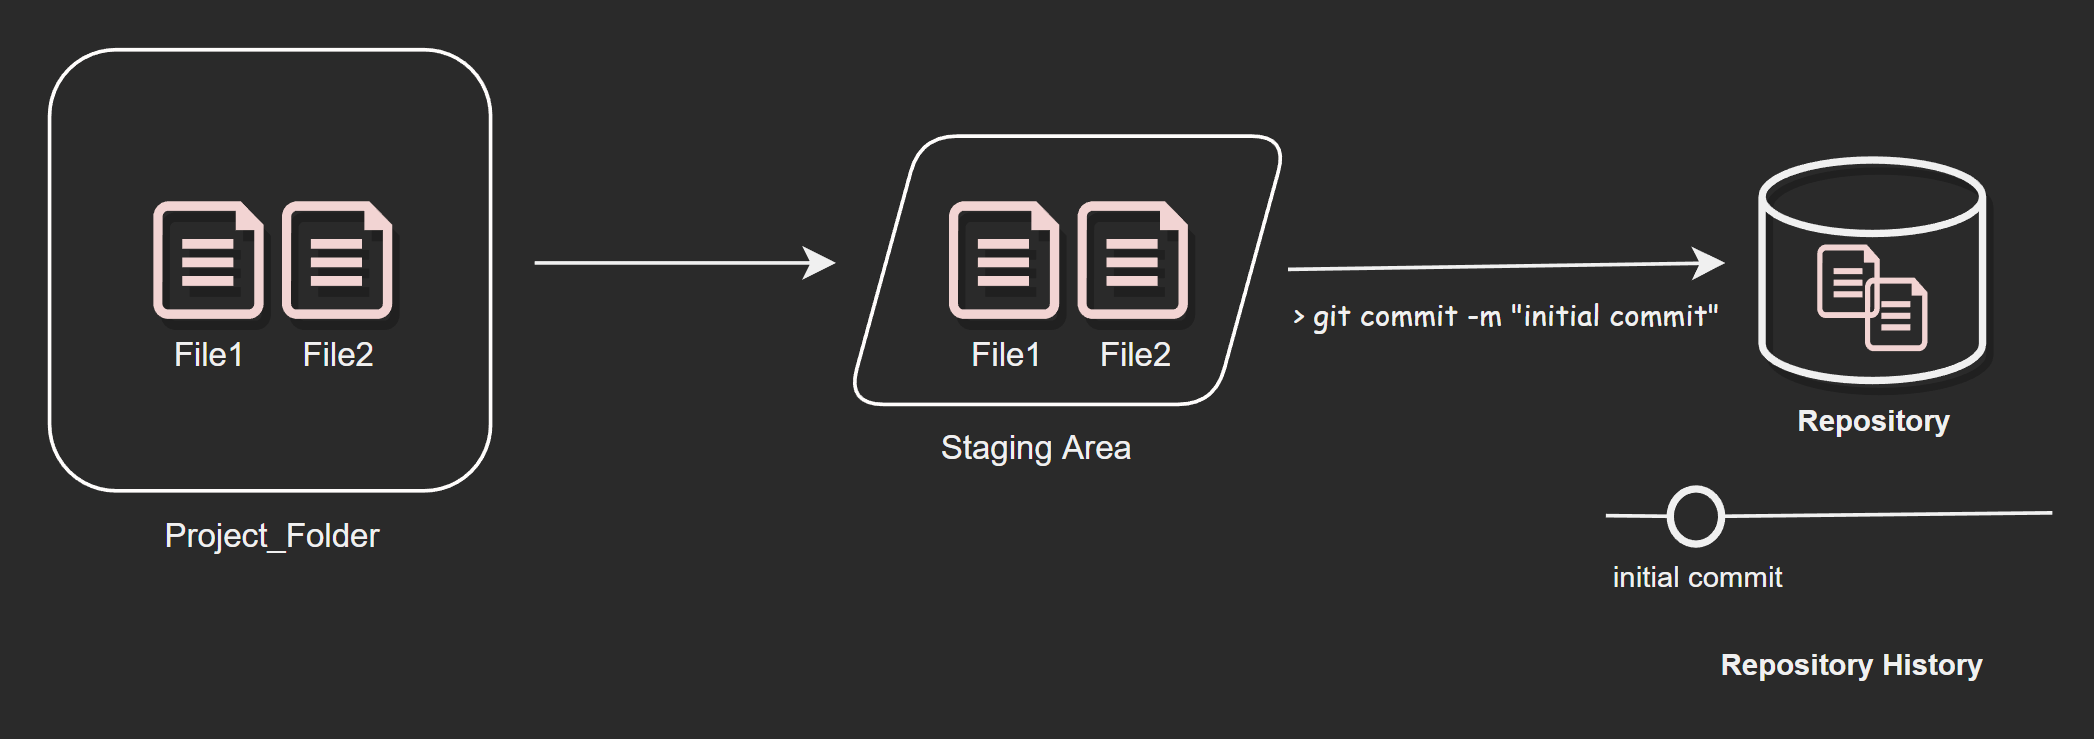 File1 File2
Project_Folder
File1 File2
Staging Area
> git commit -m "initial commit"
Repository
initial commit
Repository History